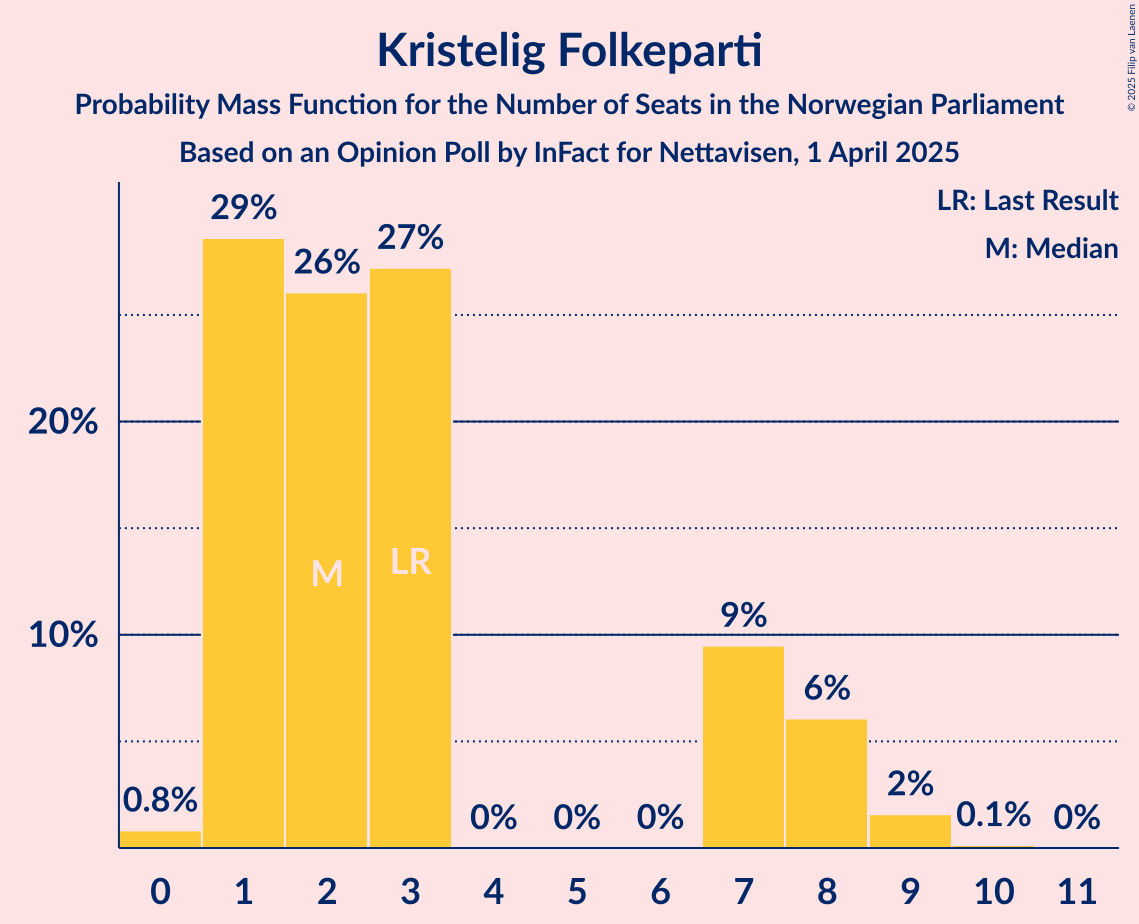 Kristelig Folkeparti
Probability Mass Function for the Number of Seats in the Norwegian Parliament
Based on an Opinion Poll by InFact for Nettavisen, 1 April 2025
© 2025 Filip van Laenen
LR: Last Result
M: Median
29%
26%
27%
20%
10%
M
LR
0.8%
0%
0%
0%
9%
6%
2%
0.1%
0%
0 1 2 3 4 5 6 7 8 9 10 11